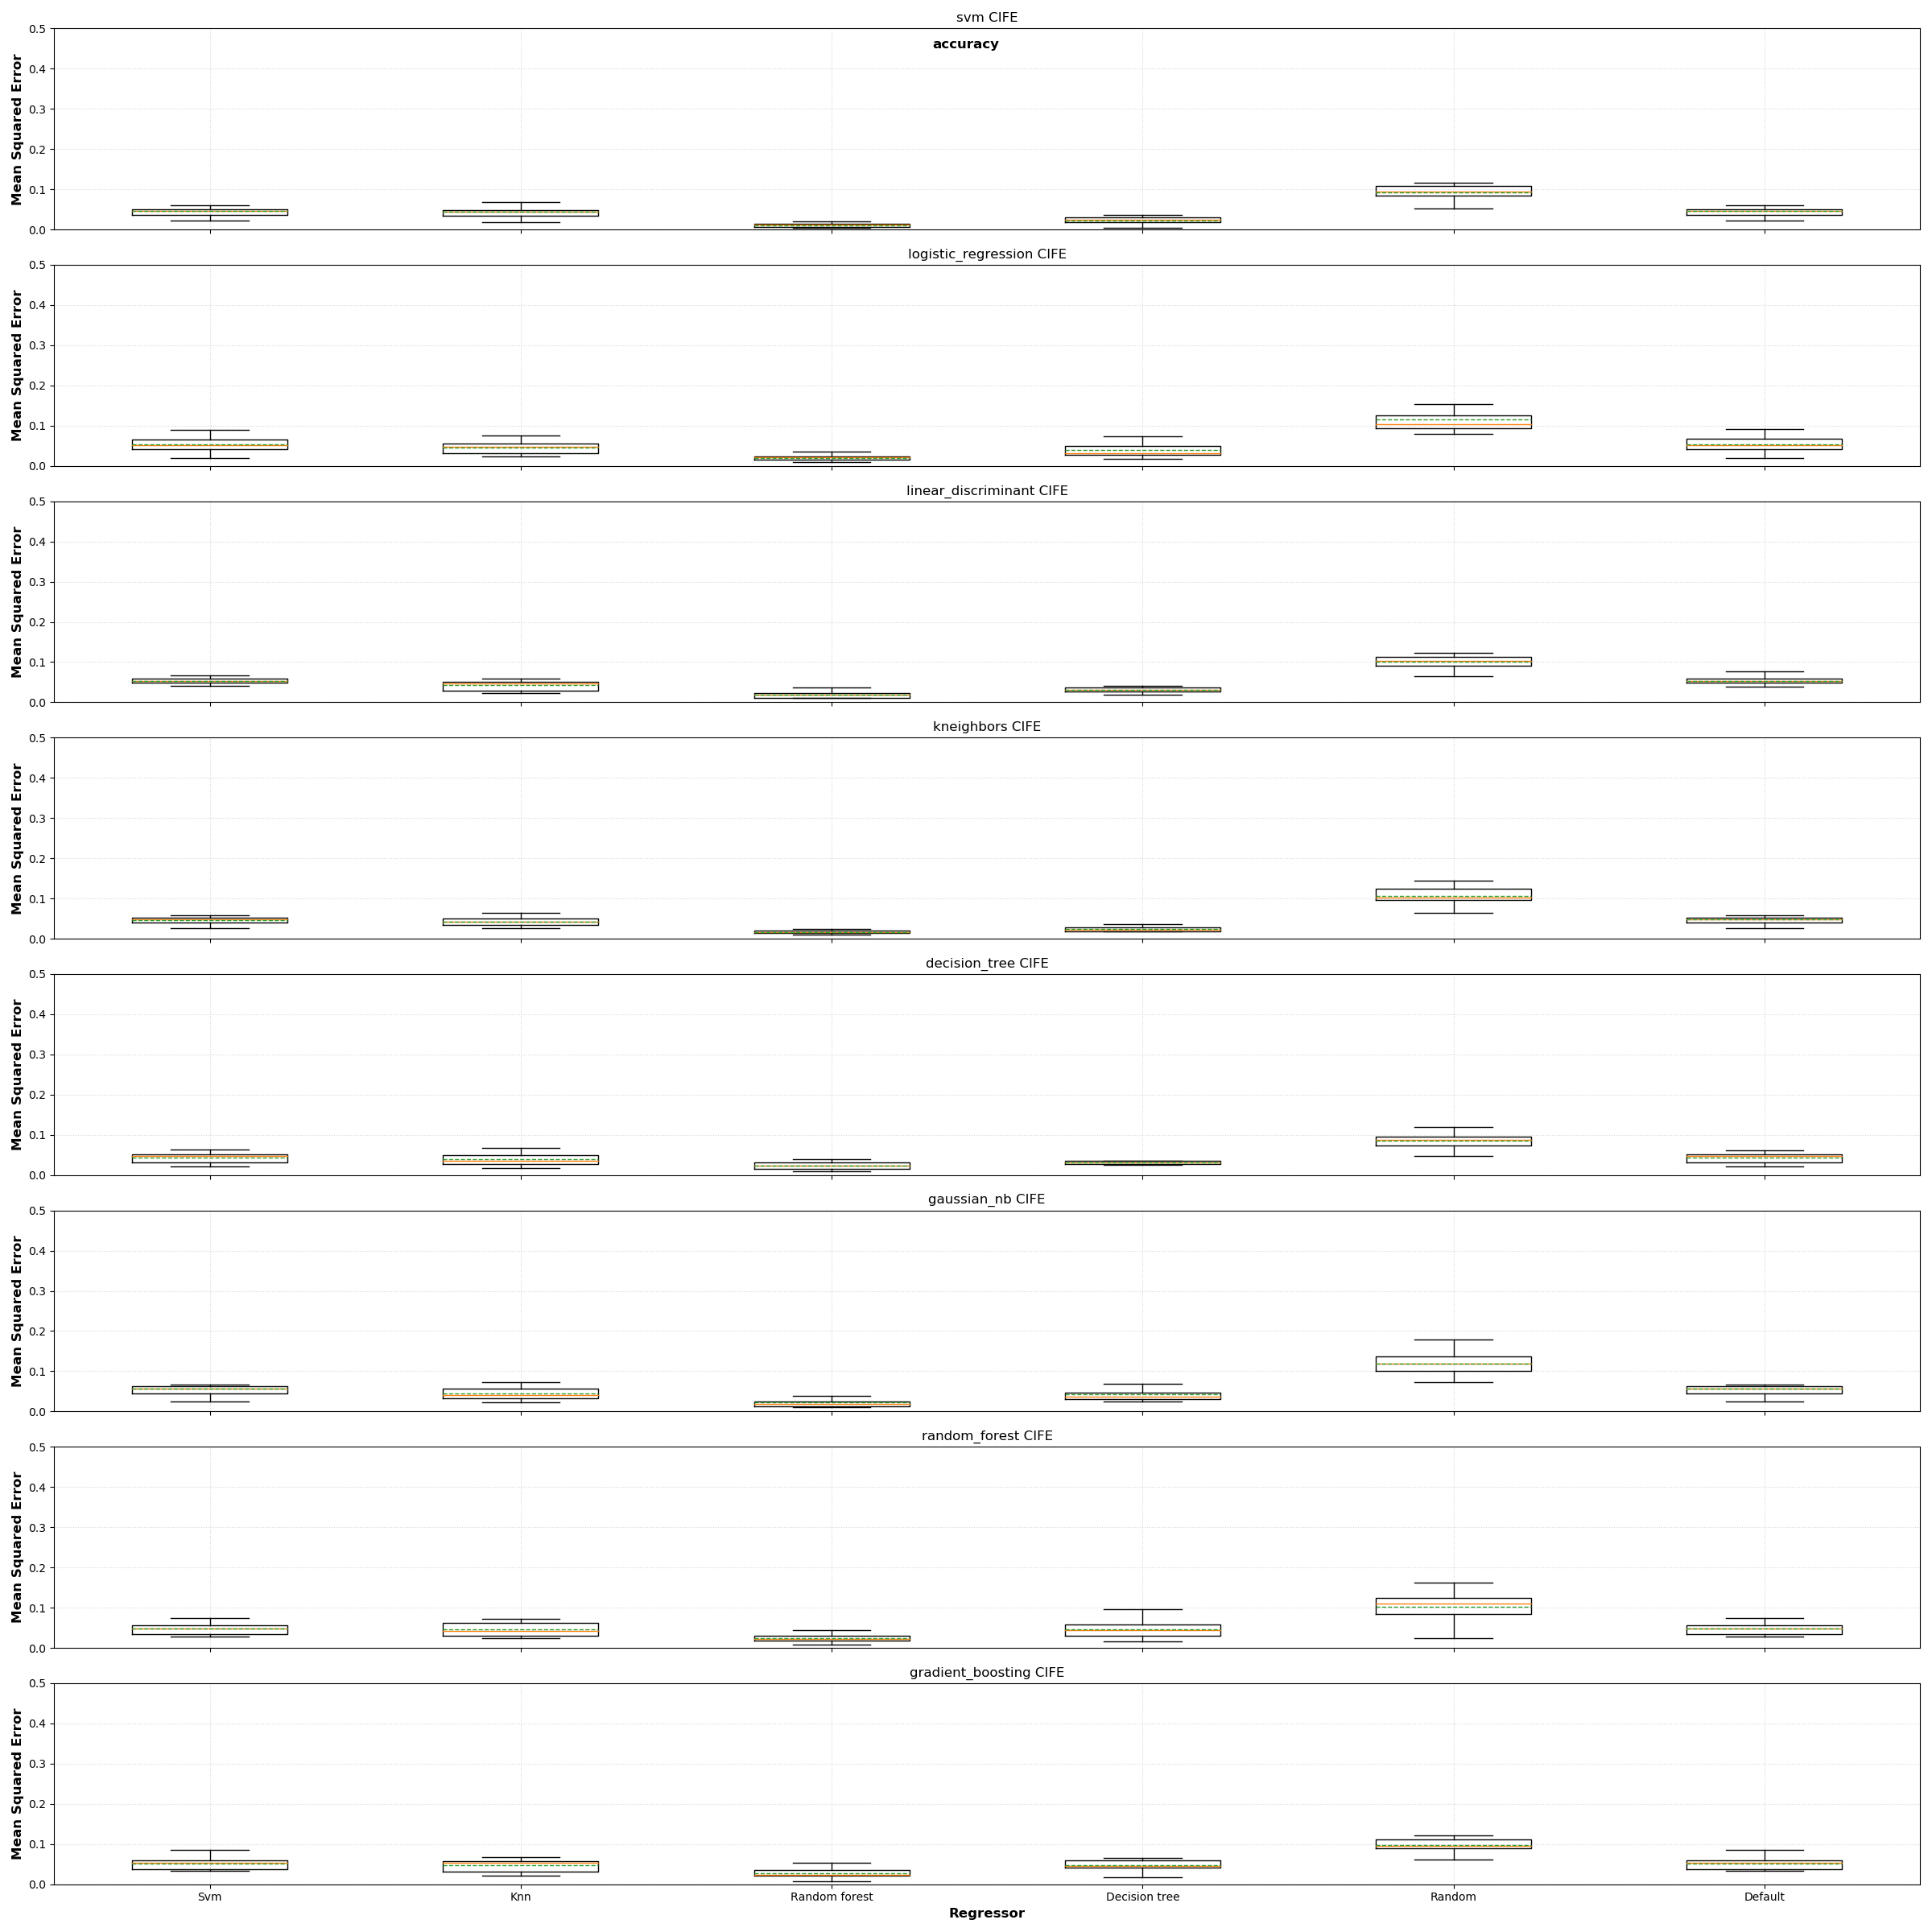 svm CIFE
accuracy
Mean Squared Error
0.5
0.4
0.3
0.2
0.1
0.0
logistic_regression CIFE
Mean Squared Error
0.5
0.4
0.3
0.2
0.1
0.0
linear_discriminant CIFE
Mean Squared Error
0.5
0.4
0.3
0.2
0.1
0.0
kneighbors CIFE
Mean Squared Error
0.5
0.4
0.3
0.2
0.1
0.0
decision_tree CIFE
Mean Squared Error
0.5
0.4
0.3
0.2
0.1
0.0
gaussian_nb CIFE
Mean Squared Error
0.5
0.4
0.3
0.2
0.1
0.0
random_forest CIFE
Mean Squared Error
0.5
0.4
0.3
0.2
0.1
0.0
gradient_boosting CIFE
Mean Squared Error
0.5
0.4
0.3
0.2
0.1
0.0
Svm Knn Random forest Decision tree Random Default
Regressor